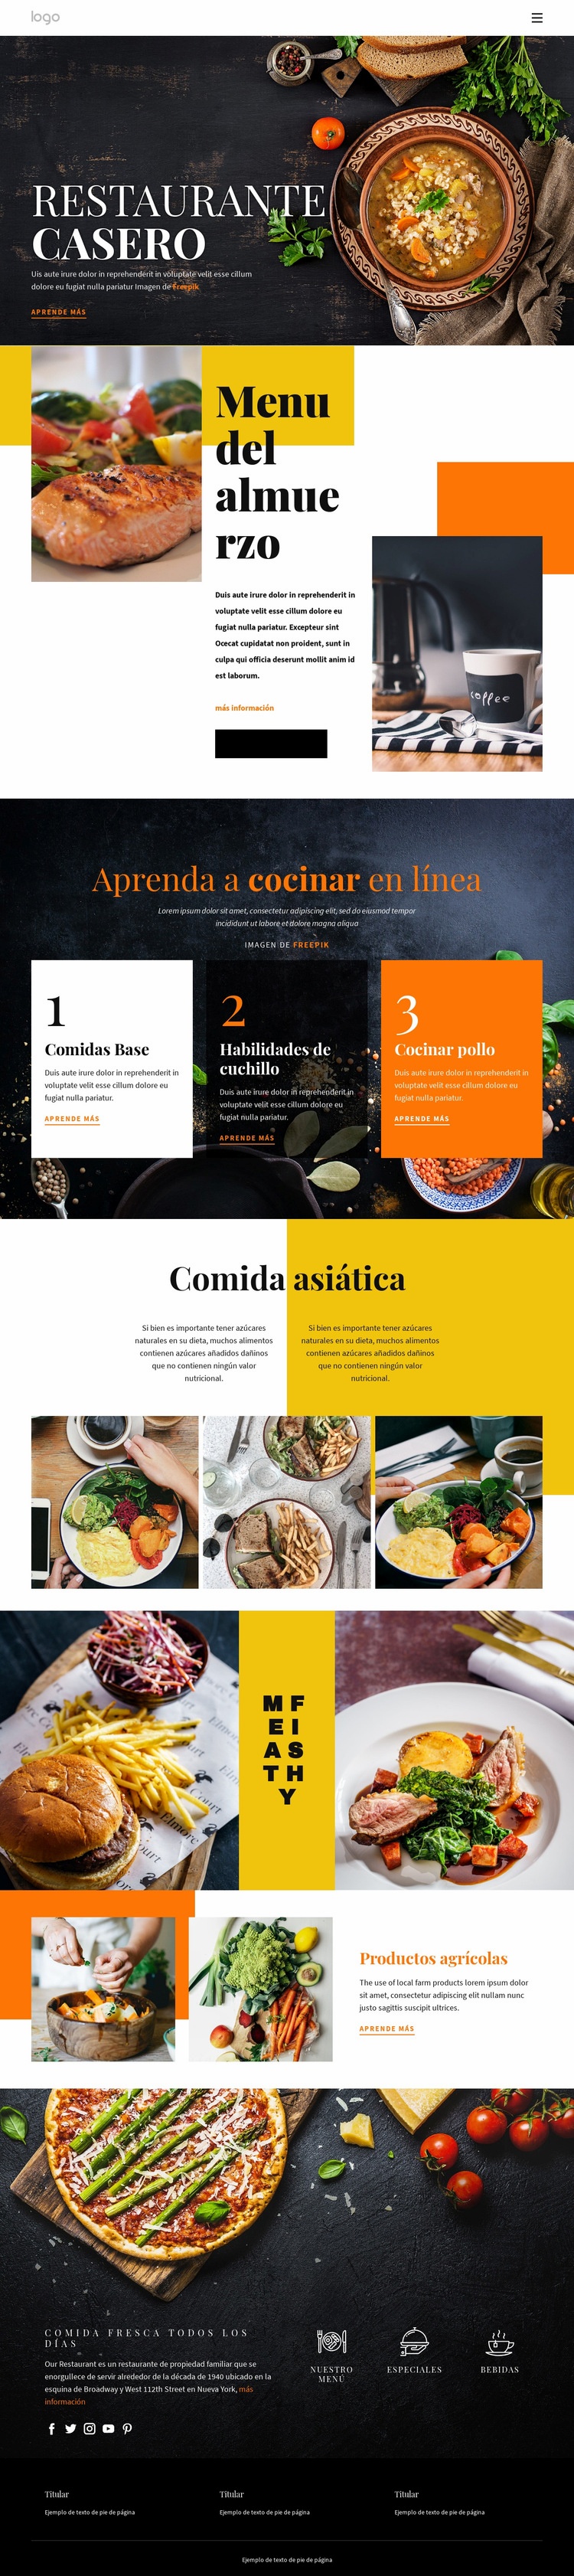 logo
RESTAURANTE
CASERO
Uis aute irure dolor in reprehenderit in voluptate velit esse cillum
dolore eu fugiat nulla pariatur Imagen de Freepik
APRENDE MÁS
Menu
del
almue
rzo
Duis aute irure dolor in reprehenderit in
voluptate velit esse cillum dolore eu
fugiat nulla pariatur. Excepteur sint
Ocecat cupidatat non proident, sunt in
culpa qui officia deserunt mollit anim id
est laborum.
más información
coffee
Aprenda a cocinar en línea
Lorem ipsum dolor sit amet, consectetur adipiscing elit, sed do eiusmod tempor
incididunt ut labore et dolore magna aliqua
IMAGEN DE FREEPIK
1
Comidas Base
Duis aute irure dolor in reprehenderit in
voluptate velit esse cillum dolore eu
fugiat nulla pariatur.
APRENDE MÁS
2
Habilidades de
cuchillo
Duis aute irure dolor in reprehenderit in
voluptate velit esse cillum dolore eu
fugiat nulla pariatur.
APRENDE MÁS
3
Cocinar pollo
Duis aute irure dolor in reprehenderit in
voluptate velit esse cillum dolore eu
fugiat nulla pariatur.
APRENDE MÁS
Comida asiática
Si bien es importante tener azúcares
naturales en su dieta, muchos alimentos
contienen azúcares añadidos dañinos
que no contienen ningún valor
nutricional.
Si bien es importante tener azúcares
naturales en su dieta, muchos alimentos
contienen azúcares añadidos dañinos
que no contienen ningún valor
nutricional.
M F
E I
A S
T H
Y
Productos agrícolas
The use of local farm products lorem ipsum dolor
sit amet, consectetur adipiscing elit nullam nunc
justo sagittis suscipit ultrices.
APRENDE MÁS
COMIDA FRESCA TODOS LOS
DÍAS
Our Restaurant es un restaurante de propiedad familiar que se
enorgullece de servir alrededor de la década de 1940 ubicado en la
esquina de Broadway y West 112th Street en Nueva York, más
información
NUESTRO
MENÚ
ESPECIALES
BEBIDAS
Titular
Ejemplo de texto de pie de página
Titular
Ejemplo de texto de pie de página
Titular
Ejemplo de texto de pie de página
Ejemplo de texto de pie de página